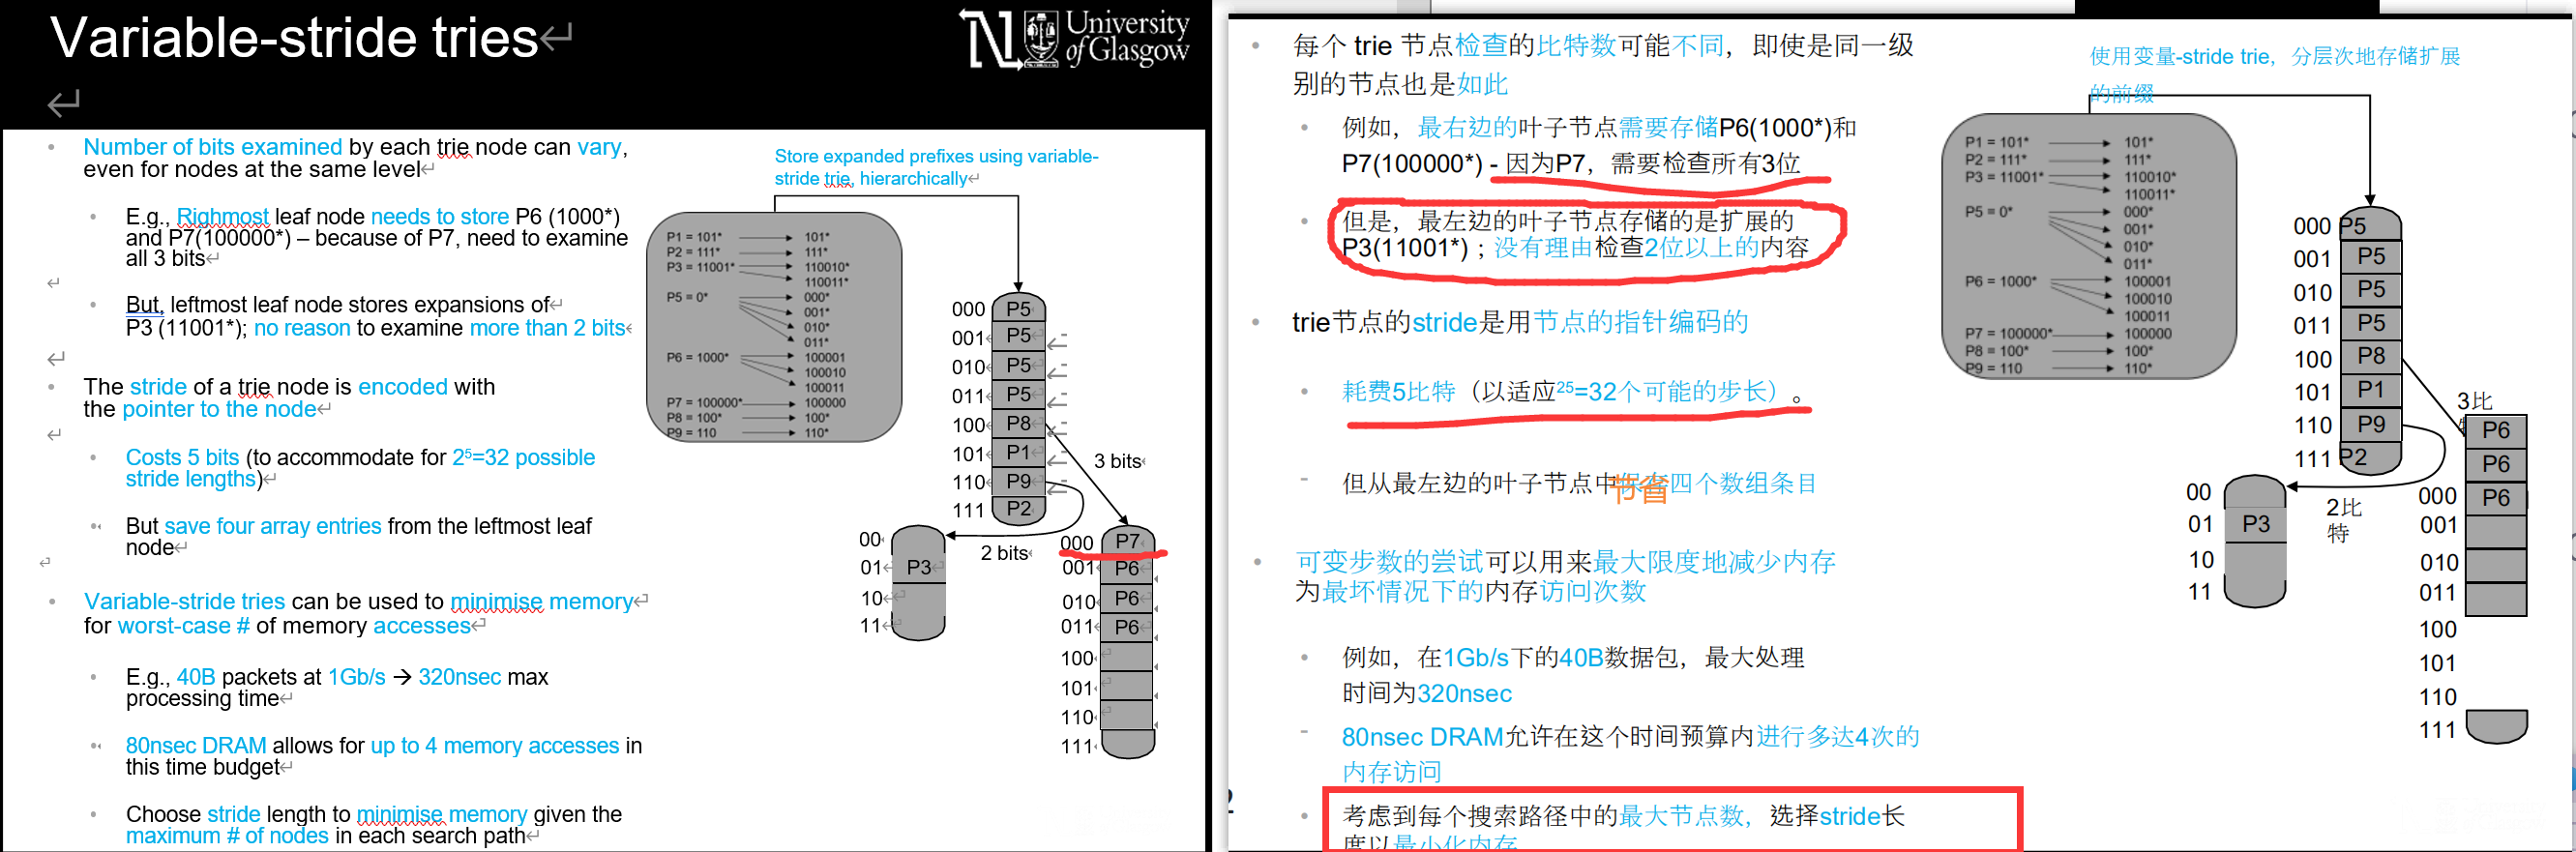 Variable-stride tries
University
of Glasgow
Number of bits examined by each trie node can vary,
even for nodes at the same level
E.g., Righmost leaf node needs to store P6 (1000*)
and P7(100000*) – because of P7, need to examine
all 3 bits
But, leftmost leaf node stores expansions of
P3 (11001*); no reason to examine more than 2 bits
The stride of a trie node is encoded with
the pointer to the node
Costs 5 bits (to accommodate for 2⁵=32 possible
stride lengths)
But save four array entries from the leftmost leaf
node
Variable-stride tries can be used to minimise memory
for worst-case # of memory accesses
E.g., 40B packets at 1Gb/s → 320nsec max
processing time
80nsec DRAM allows for up to 4 memory accesses in
this time budget
Choose stride length to minimise memory given the
maximum # of nodes in each search path
Store expanded prefixes using variable-
stride trie, hierarchically
P1 = 101* 101*
P2 = 111* 111*
P3 = 11001* 110010*
110011*
P5 = 0* 000*
001*
010*
011*
P6 = 1000* 100001
100010
100011
P7 = 100000* 100000
P8 = 100* 100*
P9 = 110 110*
000 P5
001 P5
010 P5
011 P5
100 P8
101 P1
110 P9
111 P2
3 bits
2 bits
00
01 P3
10
11
000 P7
001 P6
010 P6
011 P6
100
101
110
111
每个 trie 节点检查的比特数可能不同，即使是同一级
别的节点也是如此
例如，最右边的叶子节点需要存储P6(1000*)和
P7(100000*) - 因为P7，需要检查所有3位
但是，最左边的叶子节点存储的是扩展的
P3(11001*)；没有理由检查2位以上的内容
trie节点的stride是用节点的指针编码的
耗费5比特（以适应²⁵=32个可能的步长）。
但从最左边的叶子节点中保存四个数组条目
节省
可变步数的尝试可以用来最大限度地减少内存
为最坏情况下的内存访问次数
例如，在1Gb/s下的40B数据包，最大处理
时间为320nsec
80nsec DRAM允许在这个时间预算内进行多达4次的
内存访问
考虑到每个搜索路径中的最大节点数，选择stride长
度以最小化内存
使用变量-stride trie，分层次地存储扩展
的前缀
P1 = 101* 101*
P2 = 111* 111*
P3 = 11001* 110010*
110011*
P5 = 0* 000*
001*
010*
011*
P6 = 1000* 100001
100010
100011
P7 = 100000* 100000
P8 = 100* 100*
P9 = 110 110*
000 P5
001 P5
010 P5
011 P5
100 P8
101 P1
110 P9
111 P2
3比
2比
特
00
01 P3
10
11
P6
P6
000 P6
001
010
011
100
101
110
111